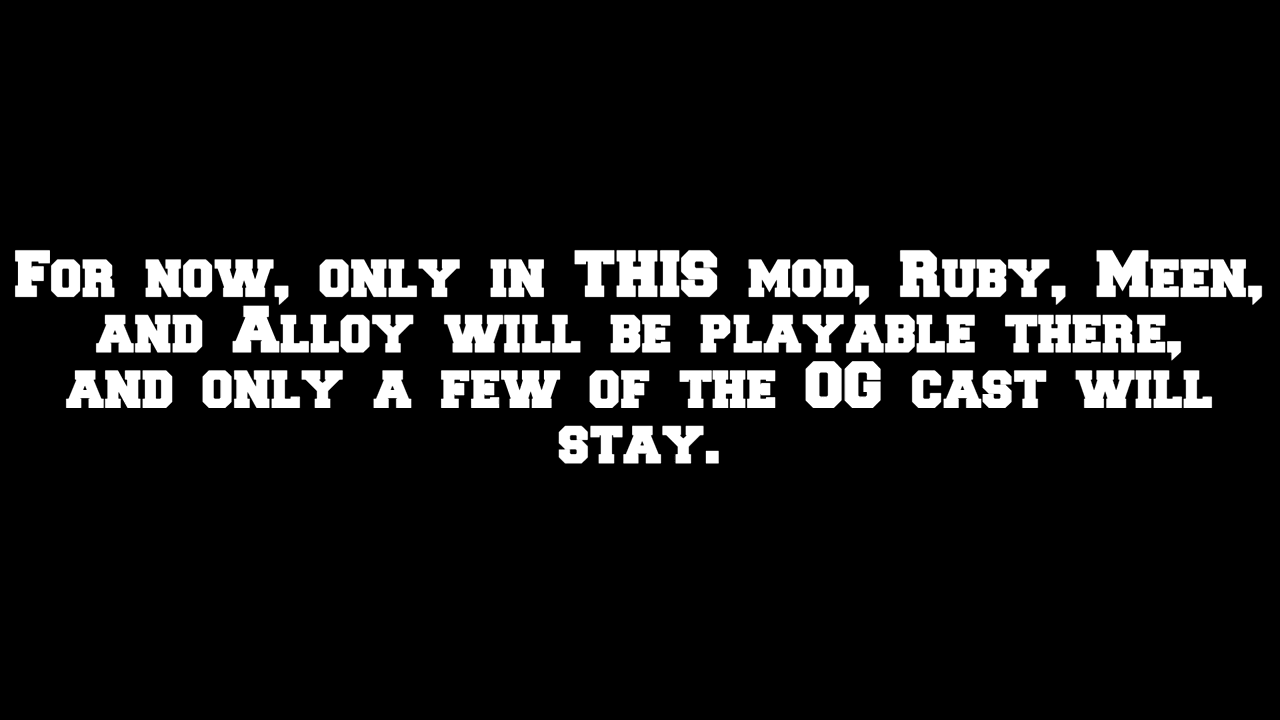 For now, only in THIS mod, Ruby, Meen,
and Alloy will be playable there,
and only a few of the OG cast will
stay.